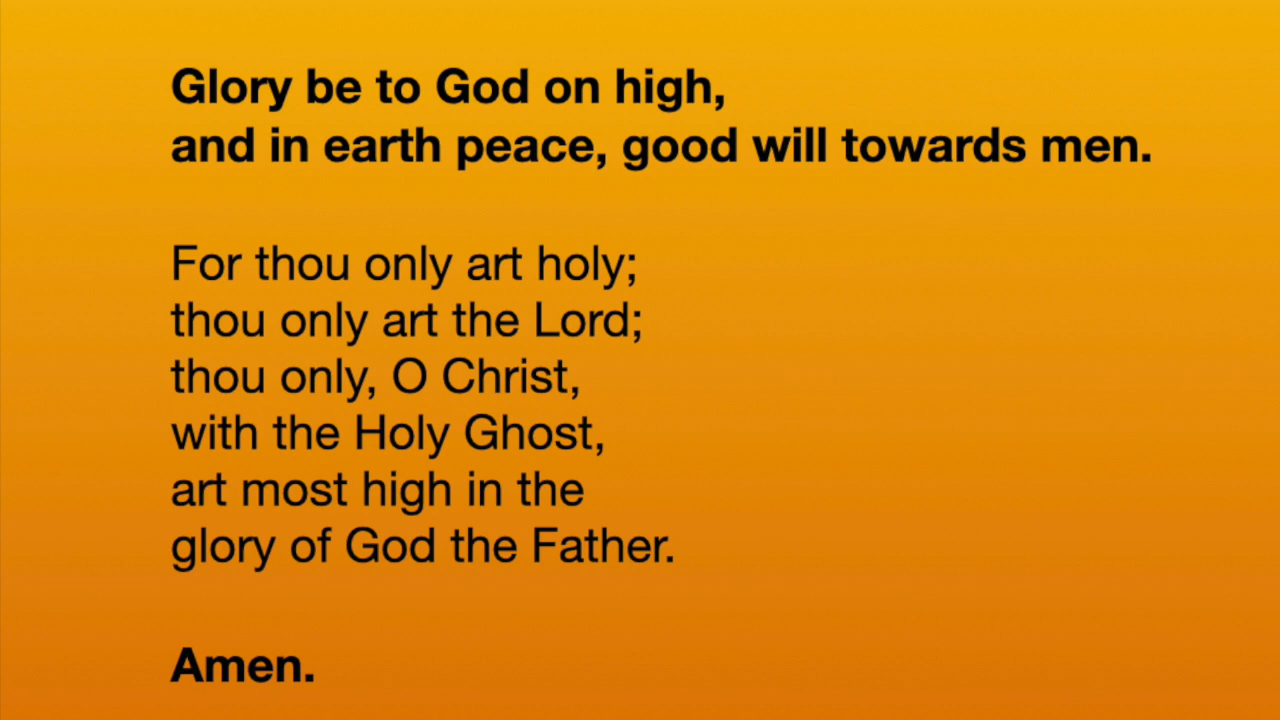 Glory be to God on high,
and in earth peace, good will towards men.
For thou only art holy;
thou only art the Lord;
thou only, O Christ,
with the Holy Ghost,
art most high in the
glory of God the Father.
Amen.